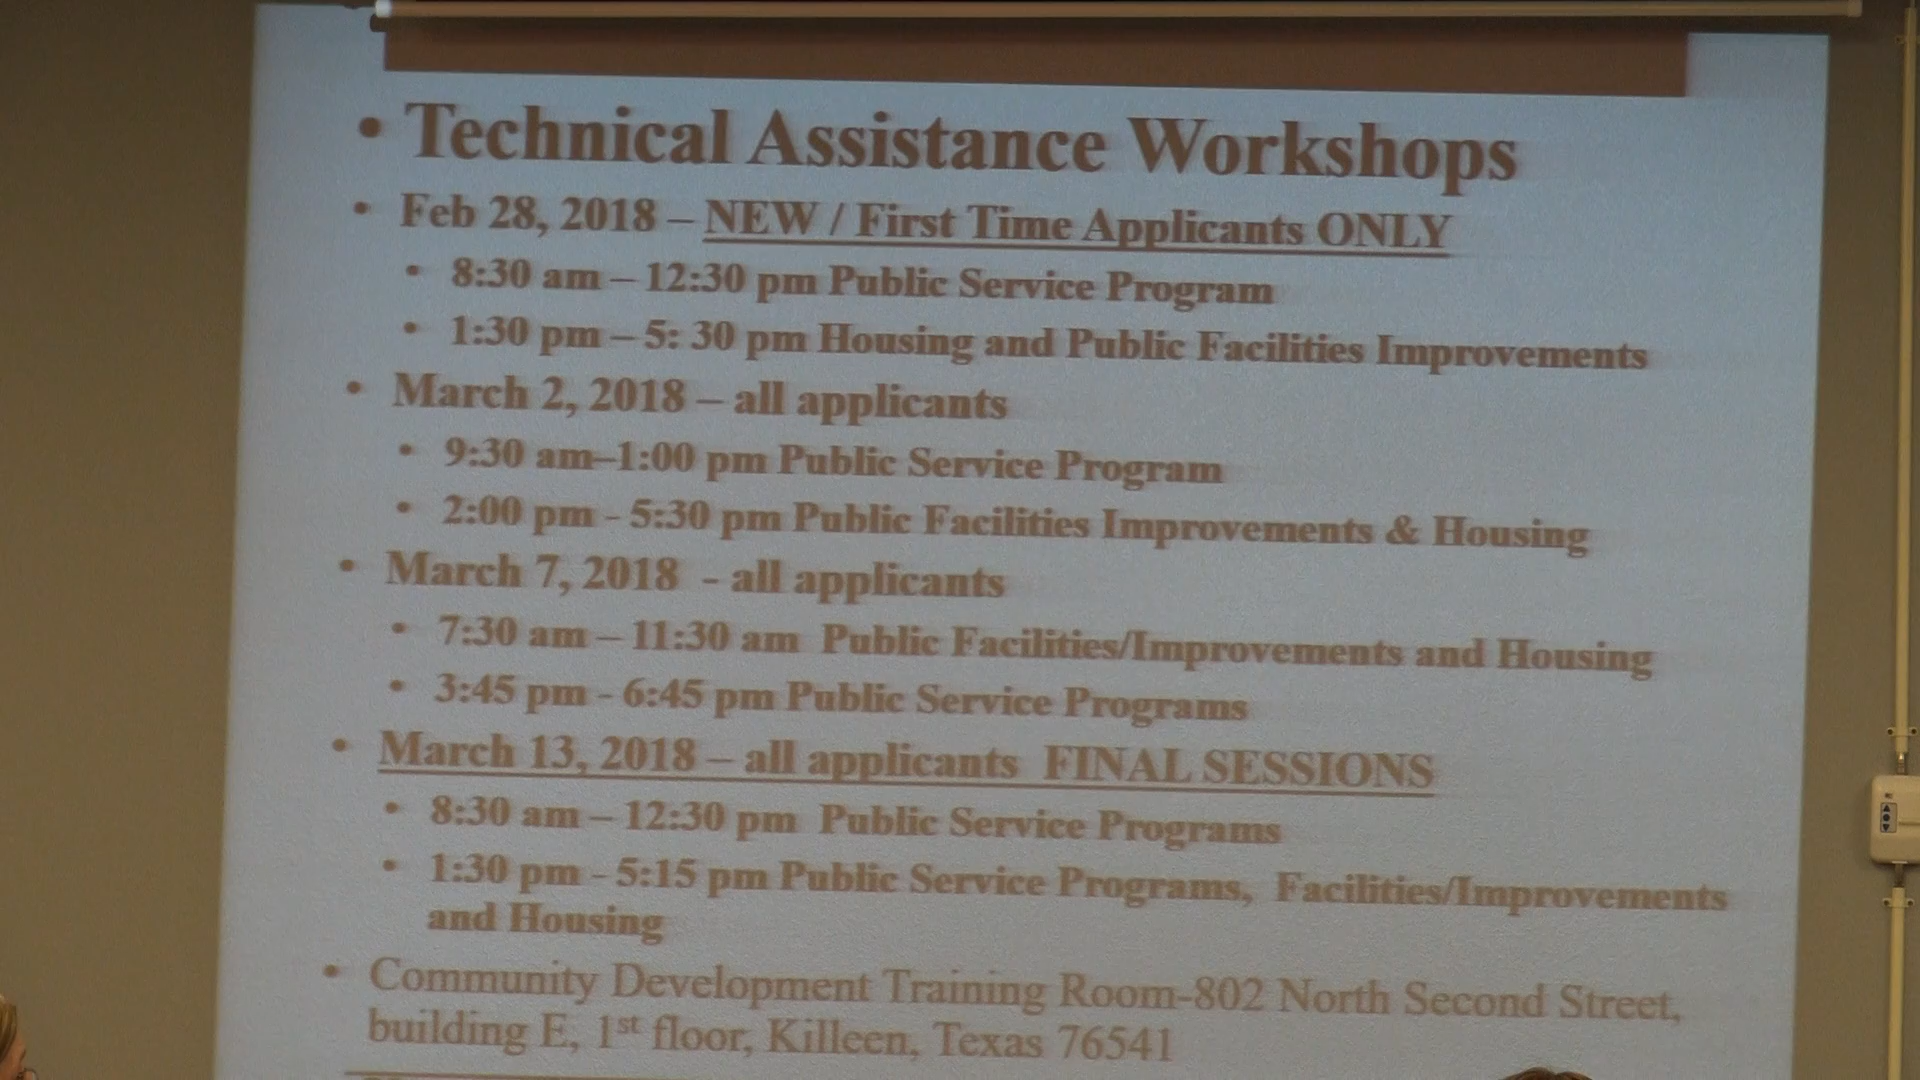 • Technical Assistance Workshops
• Feb 28, 2018 – NEW / First Time Applicants ONLY
• 8:30 am – 12:30 pm Public Service Program
• 1:30 pm – 5: 30 pm Housing and Public Facilities Improvements
• March 2, 2018 – all applicants
• 9:30 am–1:00 pm Public Service Program
• 2:00 pm - 5:30 pm Public Facilities Improvements & Housing
• March 7, 2018 - all applicants
• 7:30 am – 11:30 am Public Facilities/Improvements and Housing
• 3:45 pm - 6:45 pm Public Service Programs
• March 13, 2018 – all applicants FINAL SESSIONS
• 8:30 am – 12:30 pm Public Service Programs
• 1:30 pm - 5:15 pm Public Service Programs, Facilities/Improvements
and Housing
• Community Development Training Room-802 North Second Street,
building E, 1st floor, Killeen, Texas 76541